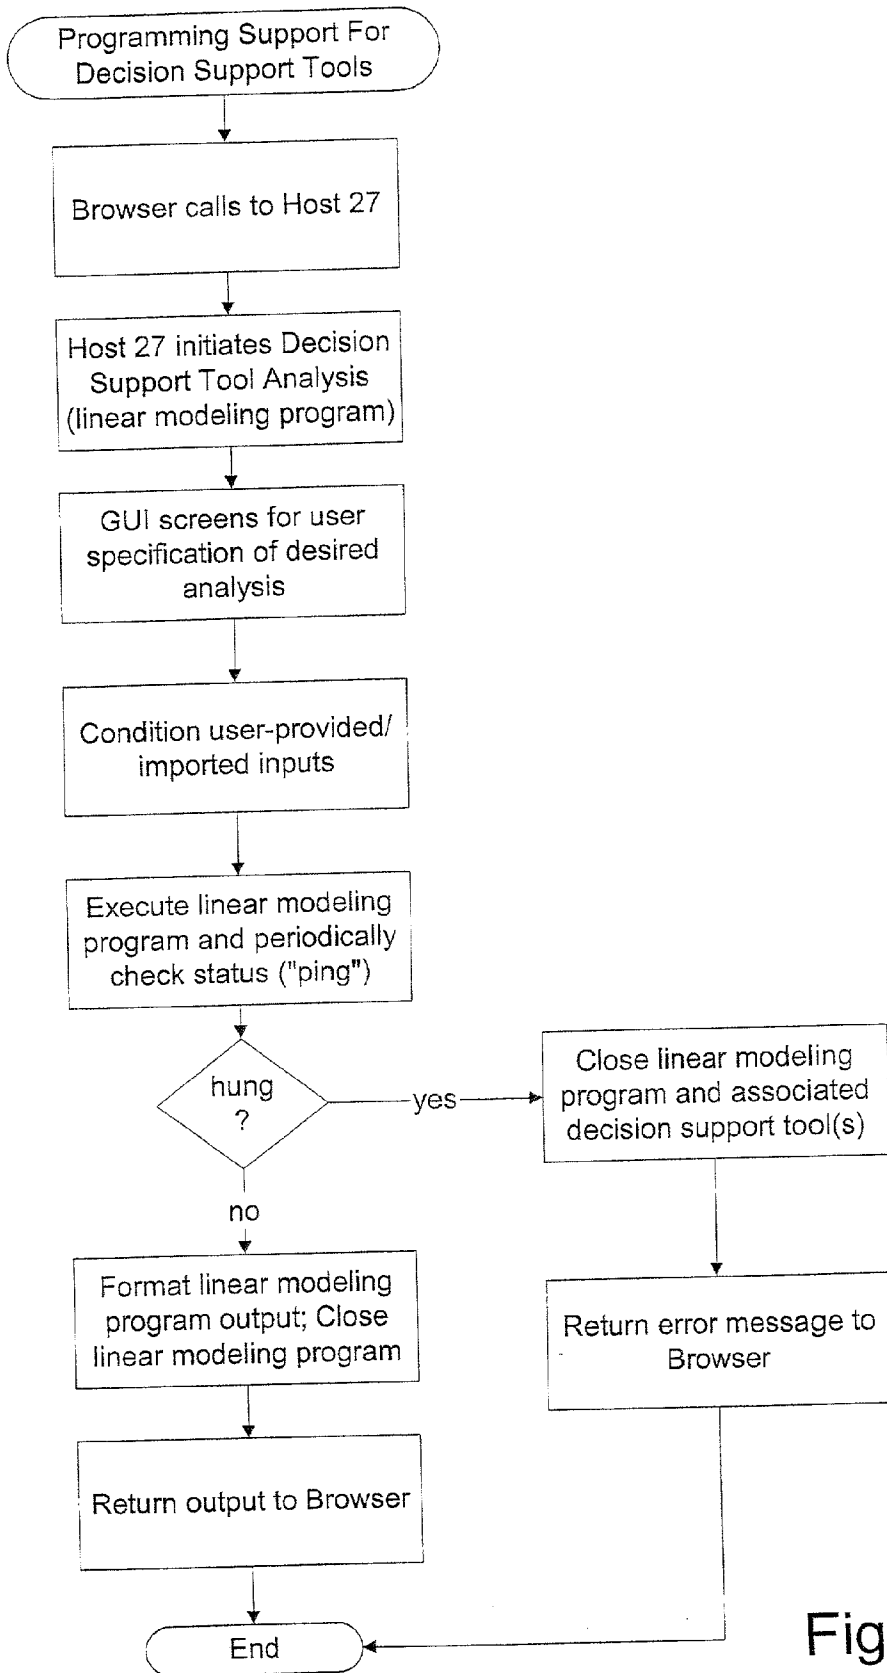 Programming Support For
Decision Support Tools
Browser calls to Host 27
Host 27 initiates Decision
Support Tool Analysis
(linear modeling program)
GUI screens for user
specification of desired
analysis
Condition user-provided/
imported inputs
Execute linear modeling
program and periodically
check status ("ping")
hung
?
yes
Close linear modeling
program and associated
decision support tool(s)
no
Format linear modeling
program output; Close
linear modeling program
Return error message to
Browser
Return output to Browser
End
Fig